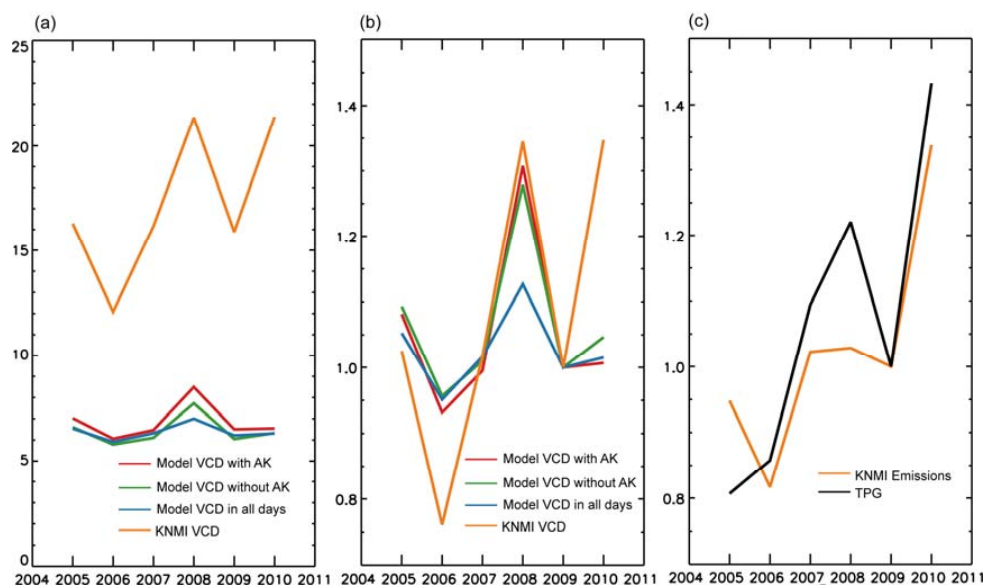 (a)
(b)
(c)
25
20
15
10
5
0
2004 2005 2006 2007 2008 2009 2010 2011
Model VCD with AK
Model VCD without AK
Model VCD in all days
KNMI VCD
1.4
1.2
1.0
0.8
2004 2005 2006 2007 2008 2009 2010 2011
Model VCD with AK
Model VCD without AK
Model VCD in all days
KNMI VCD
1.4
1.2
1.0
0.8
2004 2005 2006 2007 2008 2009 2010 2011
KNMI Emissions
TPG